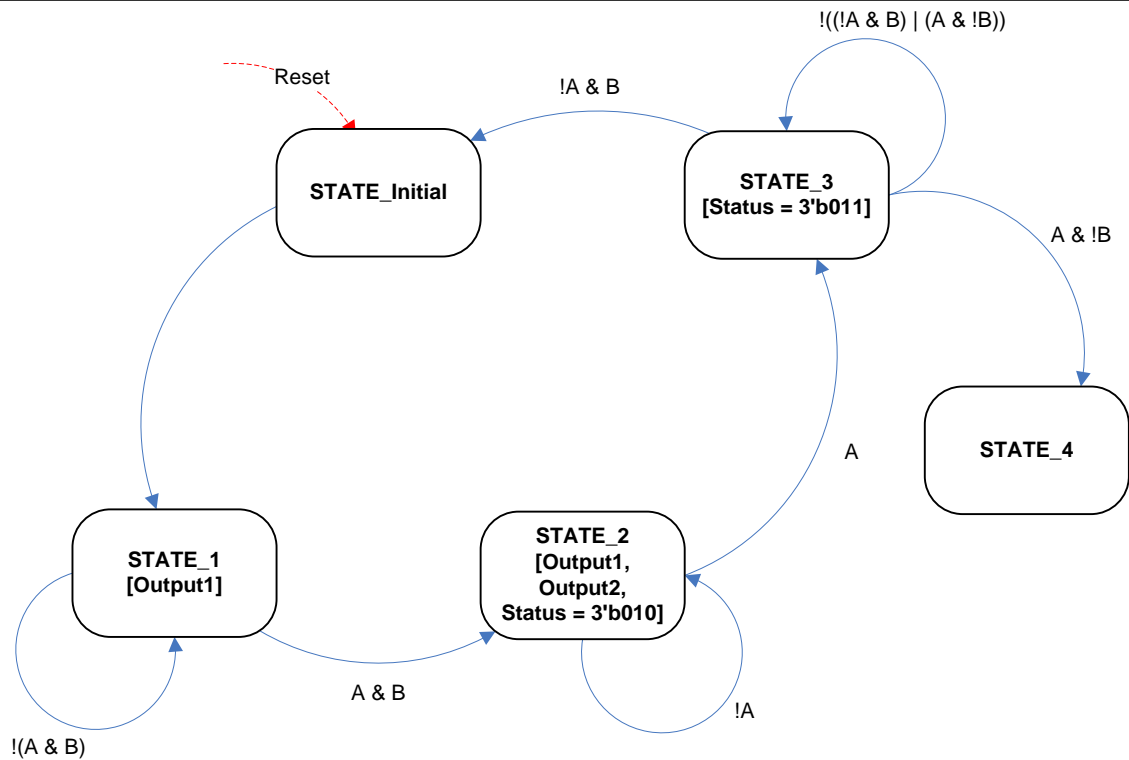 !((!A & B) | (A & !B))
Reset
!A & B
STATE_Initial
STATE_3
[Status = 3'b011]
A & !B
STATE_4
A
STATE_1
[Output1]
STATE_2
[Output1,
Output2,
Status = 3'b010]
A & B
!A
!(A & B)